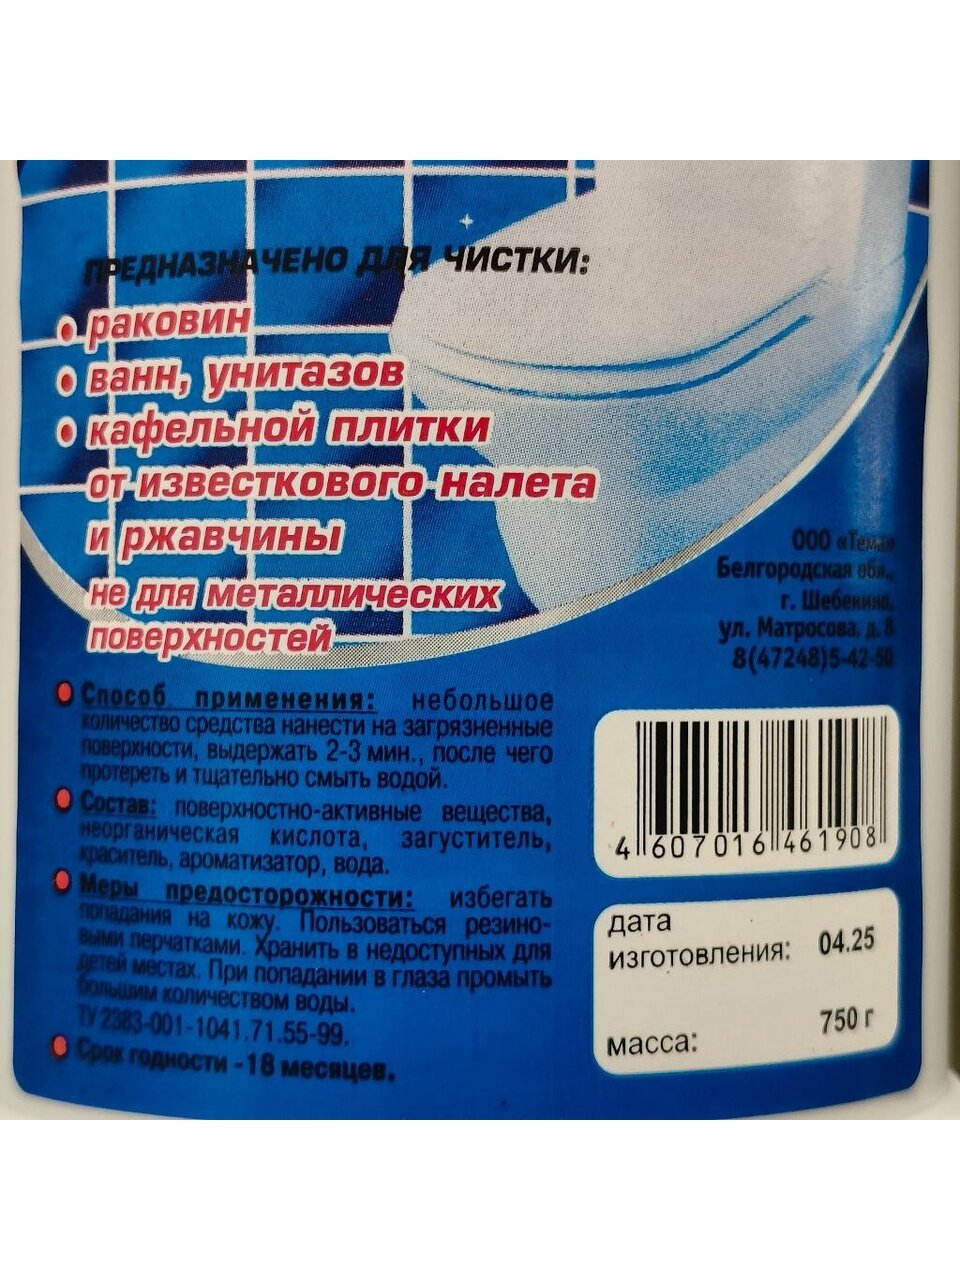 ПРЕДНАЗНАЧЕНО ДЛЯ ЧИСТКИ:
• раковин
• ванн, унитазов
• кафельной плитки
от известкового налета
и ржавчины
не для металлических
поверхностей
ООО «Тема»
Белгородская обл.,
г. Шебекино,
ул. Матросова, д. 8
8(47248)5-42-50
• Способ применения: небольшое
количество средства нанести на загрязненные
поверхности, выдержать 2-3 мин., после чего
протереть и тщательно смыть водой.
• Состав: поверхностно-активные вещества,
неорганическая кислота, загуститель,
краситель, ароматизатор, вода.
• Меры предосторожности: избегать
попадания на кожу. Пользоваться резино-
выми перчатками. Хранить в недоступных для
детей местах. При попадании в глаза промыть
большим количеством воды.
ТУ 2383-001-1041.71.55-99.
• Срок годности - 18 месяцев.
4 607016 461908
дата
изготовления: 04.25
масса: 750 г